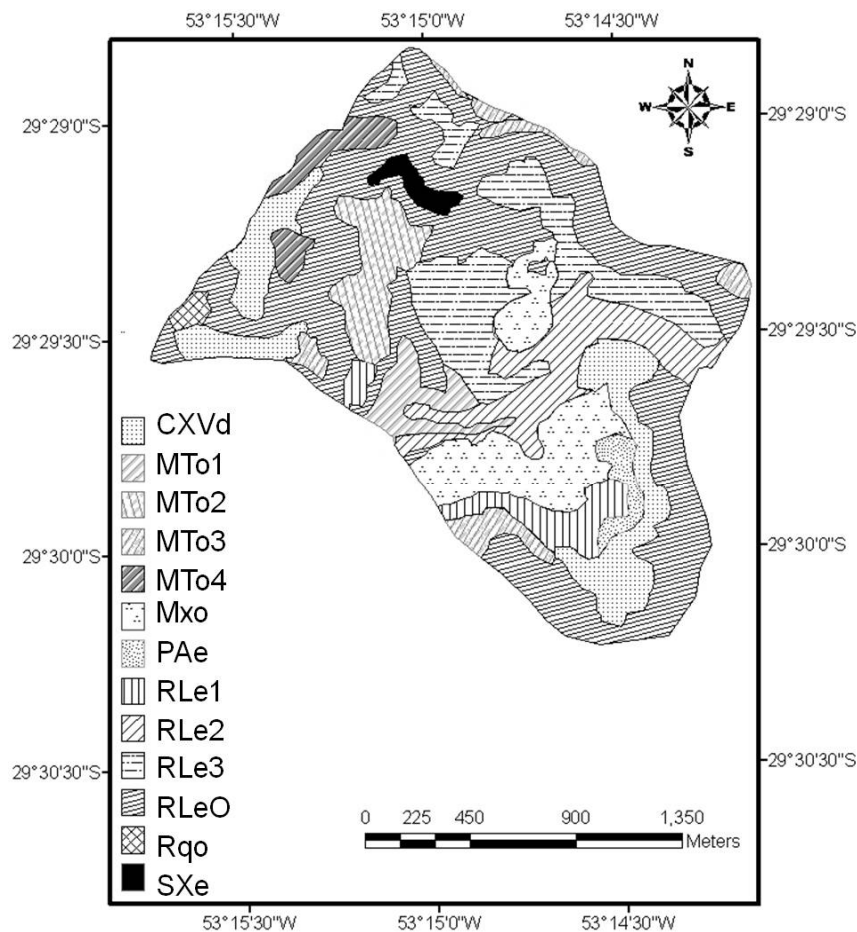 53°15'30"W 53°15'0"W 53°14'30"W
N
W E
S
29°29'0"S 29°29'0"S
29°29'30"S 29°29'30"S
CXVd
MTo1
MTo2
MTo3
MTo4
Mxo
PAe
RLe1
RLe2
RLe3
RLeO
Rqo
SXe
29°30'0"S 29°30'0"S
29°30'30"S 29°30'30"S
0 225 450 900 1,350
Meters
53°15'30"W 53°15'0"W 53°14'30"W